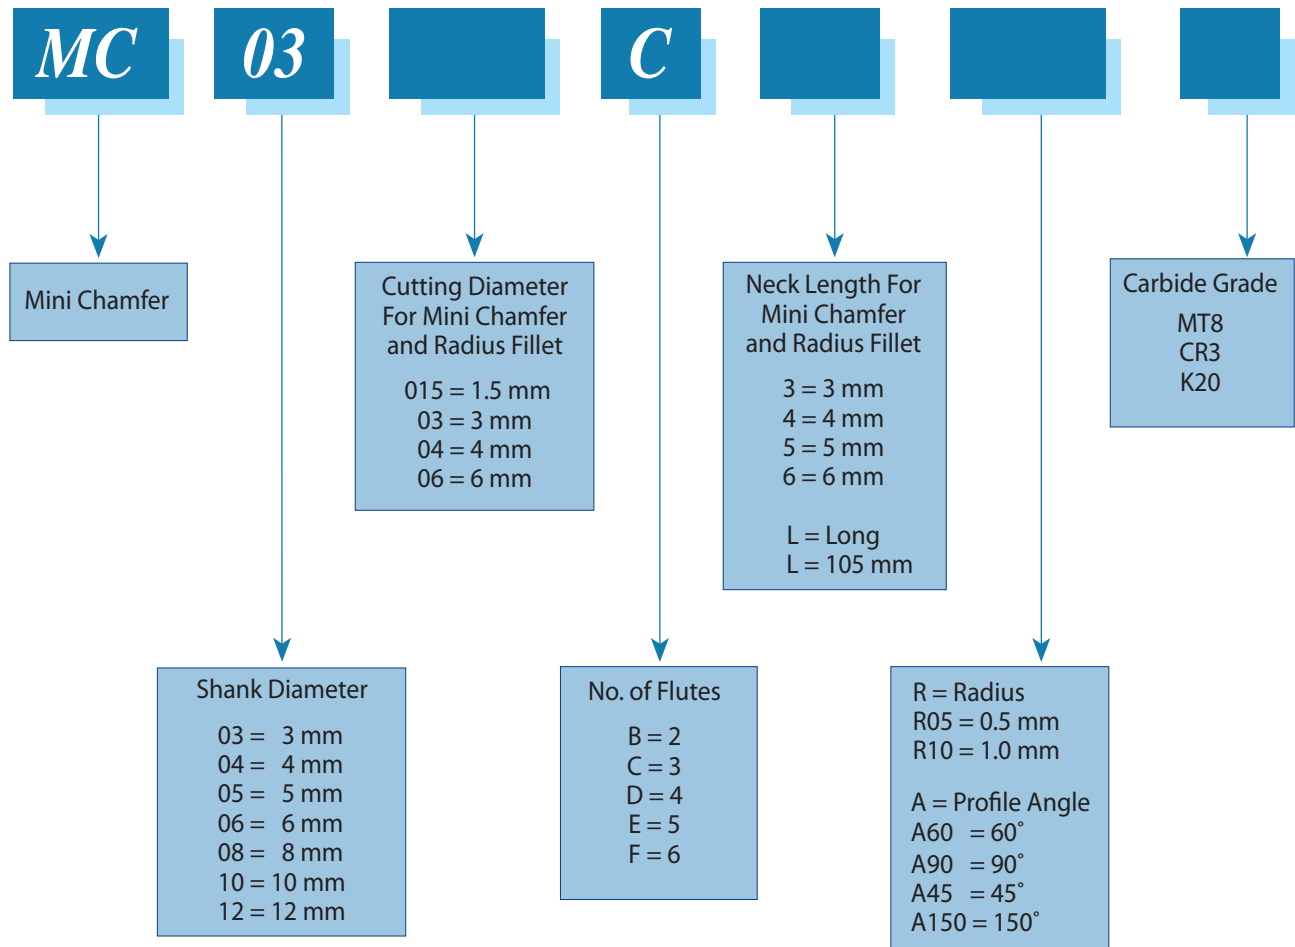 MC 03 C
Mini Chamfer
Cutting Diameter
For Mini Chamfer
and Radius Fillet
015 = 1.5 mm
03 = 3 mm
04 = 4 mm
06 = 6 mm
Neck Length For
Mini Chamfer
and Radius Fillet
3 = 3 mm
4 = 4 mm
5 = 5 mm
6 = 6 mm
L = Long
L = 105 mm
Carbide Grade
MT8
CR3
K20
Shank Diameter
03 = 3 mm
04 = 4 mm
05 = 5 mm
06 = 6 mm
08 = 8 mm
10 = 10 mm
12 = 12 mm
No. of Flutes
B = 2
C = 3
D = 4
E = 5
F = 6
R = Radius
R05 = 0.5 mm
R10 = 1.0 mm
A = Profile Angle
A60 = 60˚
A90 = 90˚
A45 = 45˚
A150 = 150˚